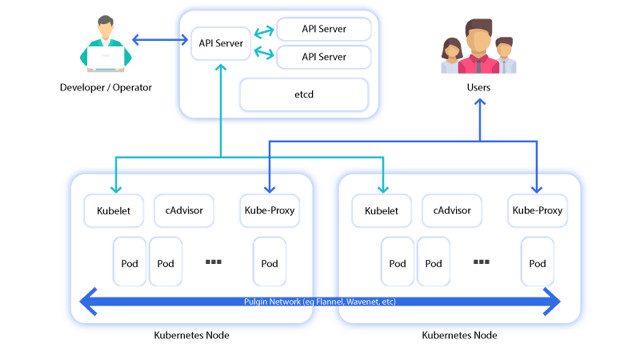 API Server
API Server
API Server
etcd
Developer / Operator
Users
Kubelet
cAdvisor
Kube-Proxy
Kubelet
cAdvisor
Kube-Proxy
Pod
Pod
Pod
Pod
Pod
Pod
Pulgin Network (eg Flannel, Wavenet, etc)
Kubernetes Node
Kubernetes Node